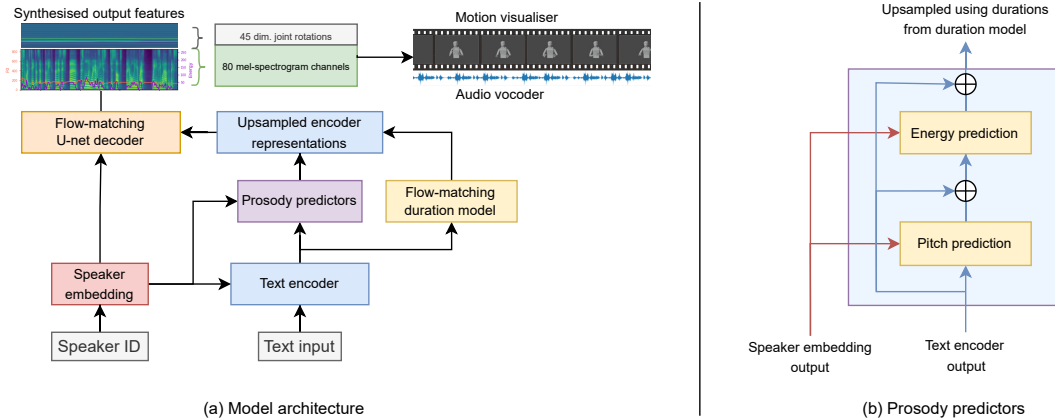 Synthesised output features
45 dim. joint rotations
80 mel-spectrogram channels
Motion visualiser
Audio vocoder
Energy
Flow-matching
U-net decoder
Upsampled encoder
representations
Prosody predictors
Flow-matching
duration model
Speaker
embedding
Text encoder
Speaker ID
Text input
(a) Model architecture
Upsampled using durations
from duration model
Energy prediction
Pitch prediction
Speaker embedding
output
Text encoder
output
(b) Prosody predictors